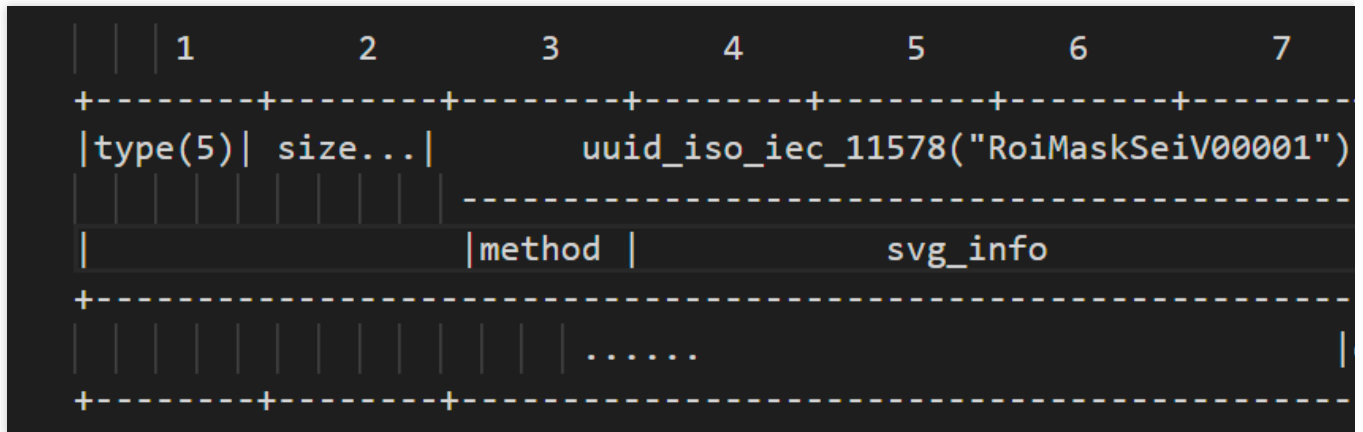 1 2 3 4 5 6 7
+--------+--------+--------+--------+--------+--------+--------
|type(5)| size...| uuid_iso_iec_11578("RoiMaskSeiV00001")
--------------------------------------------
| |method | svg_info
+---------------------------------------------------------------
...... |
+--------+--------+---------------------------------------------